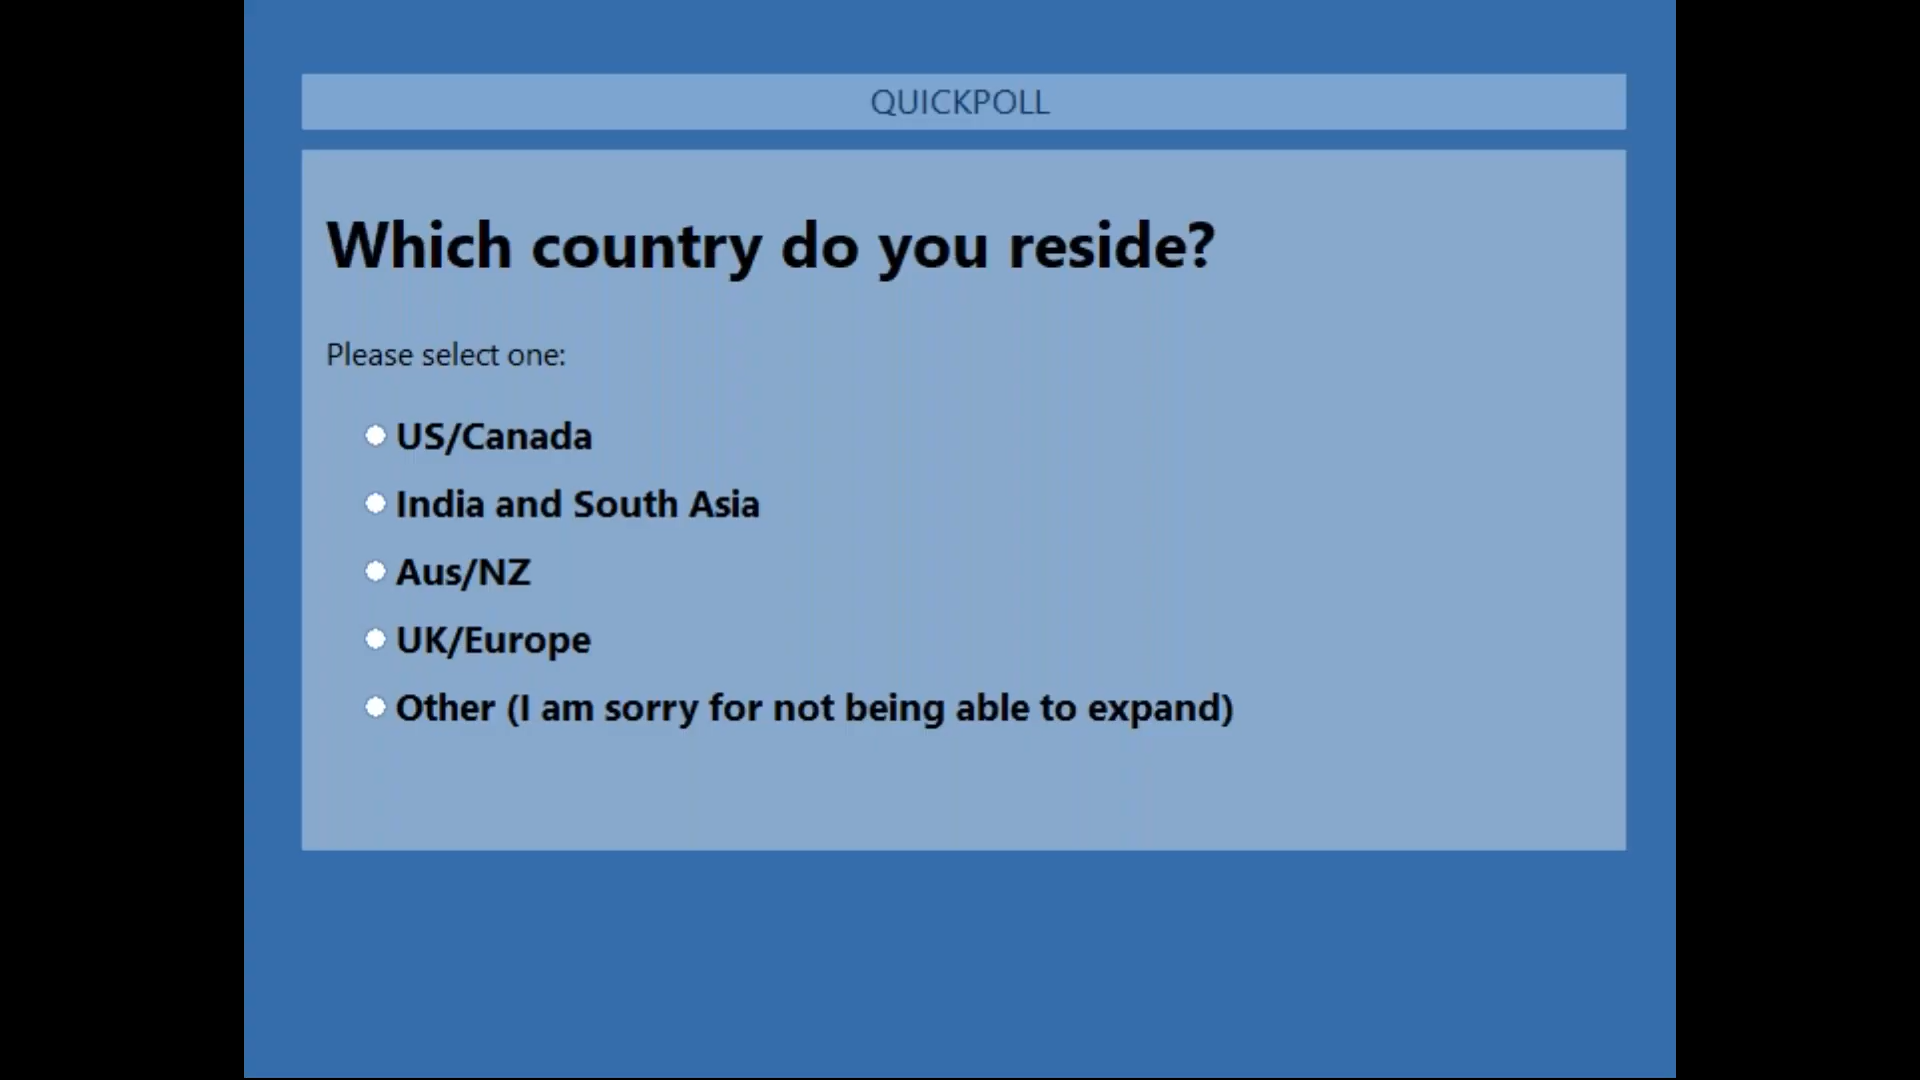 QUICKPOLL
Which country do you reside?
Please select one:
US/Canada
India and South Asia
Aus/NZ
UK/Europe
Other (I am sorry for not being able to expand)